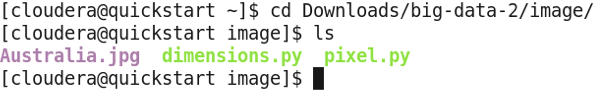 [cloudera@quickstart ~]$ cd Downloads/big-data-2/image/
[cloudera@quickstart image]$ ls
Australia.jpg  dimensions.py  pixel.py
[cloudera@quickstart image]$